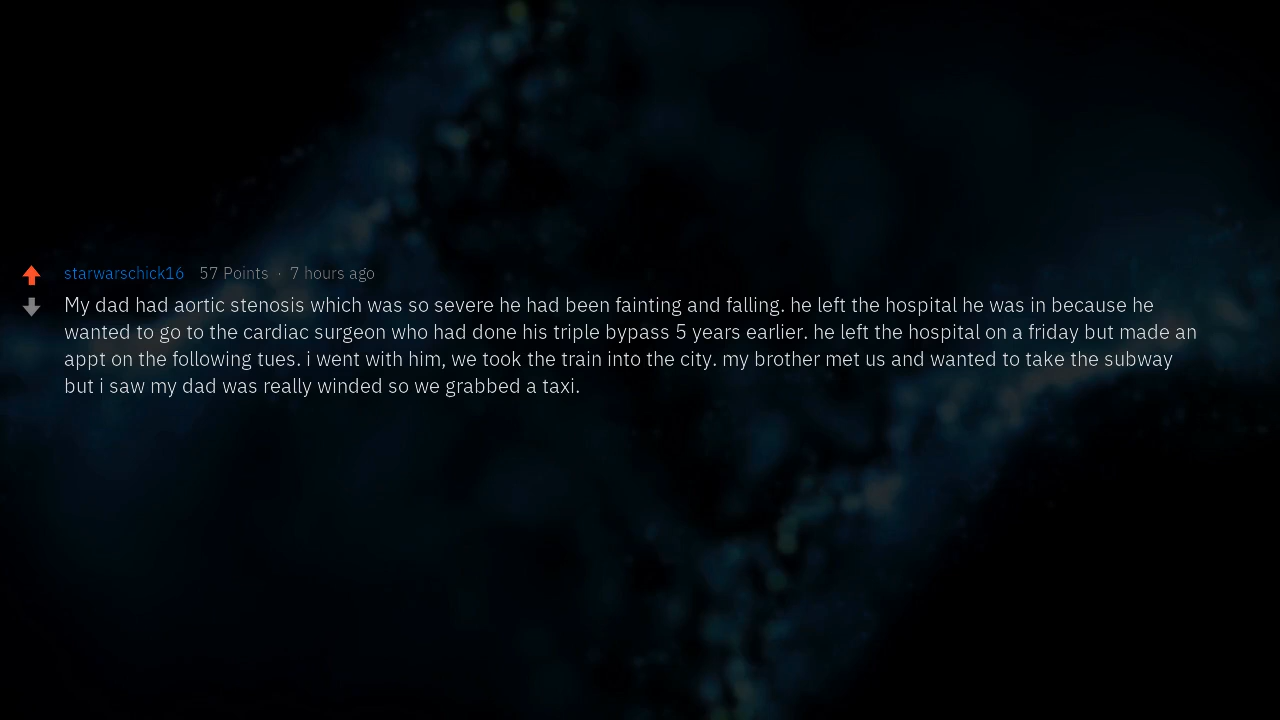 starwarschick16 57 Points · 7 hours ago
My dad had aortic stenosis which was so severe he had been fainting and falling. he left the hospital he was in because he
wanted to go to the cardiac surgeon who had done his triple bypass 5 years earlier. he left the hospital on a friday but made an
appt on the following tues. i went with him, we took the train into the city. my brother met us and wanted to take the subway
but i saw my dad was really winded so we grabbed a taxi.